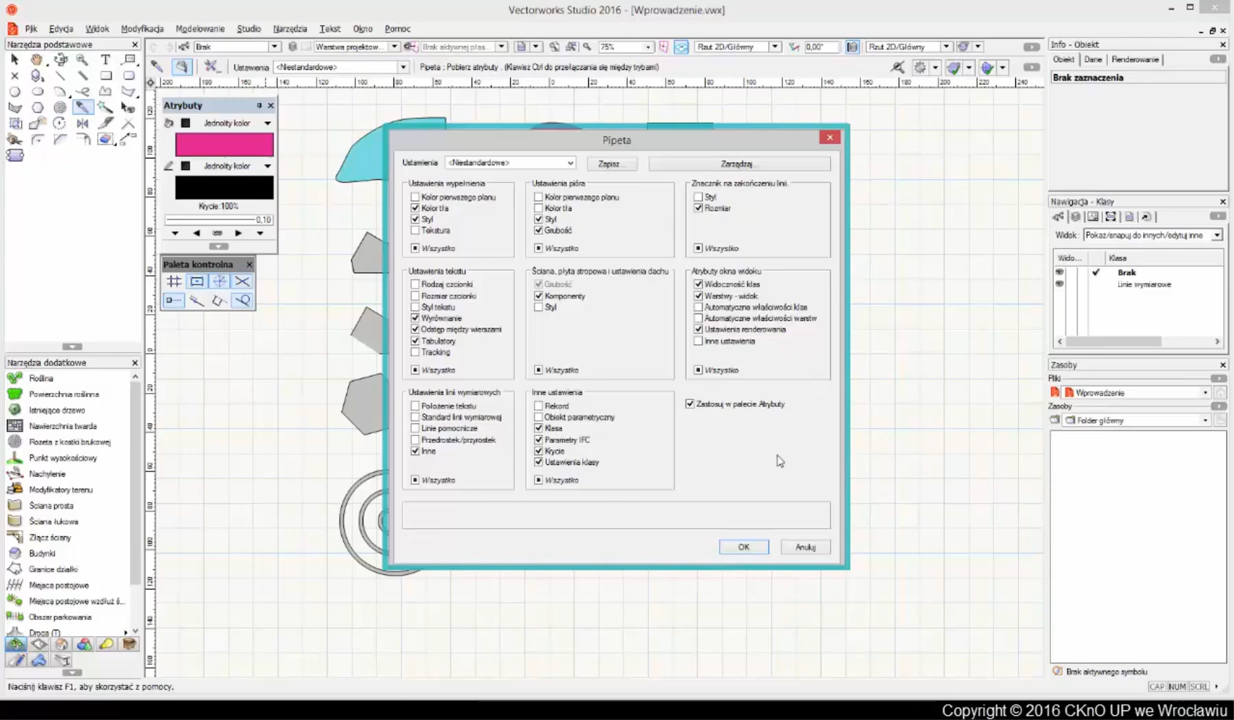 Vectorworks Studio 2016 - [Wprowadzenie.vwx]
Plik Edycja Widok Modyfikacja Modelowanie Studio Narzędzia Tekst Okno Pomoc
Narzędzia podstawowe
Brak
Warstwa projektow...
Brak aktywnej płasz...
75%
Rzut 2D/Główny
0,00°
Rzut 2D/Główny
Ustawienia <Niestandardowe>
Pipeta : Pobierz atrybuty . (Klawisz Ctrl do przełączania się między trybami)
Atrybuty
Jednolity kolor
Jednolity kolor
Krycie: 100%
0,10
Paleta kontrolna
Narzędzia dodatkowe
Roślina
Powierzchnia roślinna
Istniejące drzewo
Nawierzchnia twarda
Rozeta z kostki brukowej
Punkt wysokościowy
Nachylenie
Modyfikatory terenu
Ściana prosta
Ściana łukowa
Złącz ściany
Budynki
Granice działki
Miejsca postojowe
Miejsca postojowe wzdłuż ś...
Obszar parkowania
Droga (T)
Pipeta
Ustawienia <Niestandardowe> Zapisz... Zarządzaj...
Ustawienia wypełnienia
Kolor pierwszego planu
Kolor tła
Styl
Tekstura
Wszystko
Ustawienia pióra
Kolor pierwszego planu
Kolor tła
Styl
Grubość
Wszystko
Znacznik na zakończeniu linii
Styl
Rozmiar
Wszystko
Ustawienia tekstu
Rodzaj czcionki
Rozmiar czcionki
Styl tekstu
Wyrównanie
Odstęp między wierszami
Tabulatory
Tracking
Wszystko
Ściana, płyta stropowa i ustawienia dachu
Grubość
Komponenty
Styl
Wszystko
Atrybuty okna widoku
Widoczność klas
Warstwy - widok
Automatyczne właściwości klas
Automatyczne właściwości warstw
Ustawienia renderowania
Inne ustawienia
Wszystko
Ustawienia linii wymiarowych
Położenie tekstu
Standard linii wymiarowej
Linie pomocnicze
Przedrostek/przyrostek
Inne
Wszystko
Inne ustawienia
Rekord
Obiekt parametryczny
Klasa
Parametry IFC
Krycie
Ustawienia klasy
Wszystko
Zastosuj w palecie Atrybuty
OK Anuluj
Info - Obiekt
Obiekt Dane Renderowanie
Brak zaznaczenia
Nawigacja - Klasy
Widok: Pokaż/snapuj do innych/edytuj inne
Wido... Klasa
Brak
Linie wymiarowe
Zasoby
Pliki
Wprowadzenie
Zasoby
Folder główny
Brak aktywnego symbolu
Naciśnij klawisz F1, aby skorzystać z pomocy.
CAP NUM SCRL
Copyright © 2016 CKnO UP we Wrocławiu